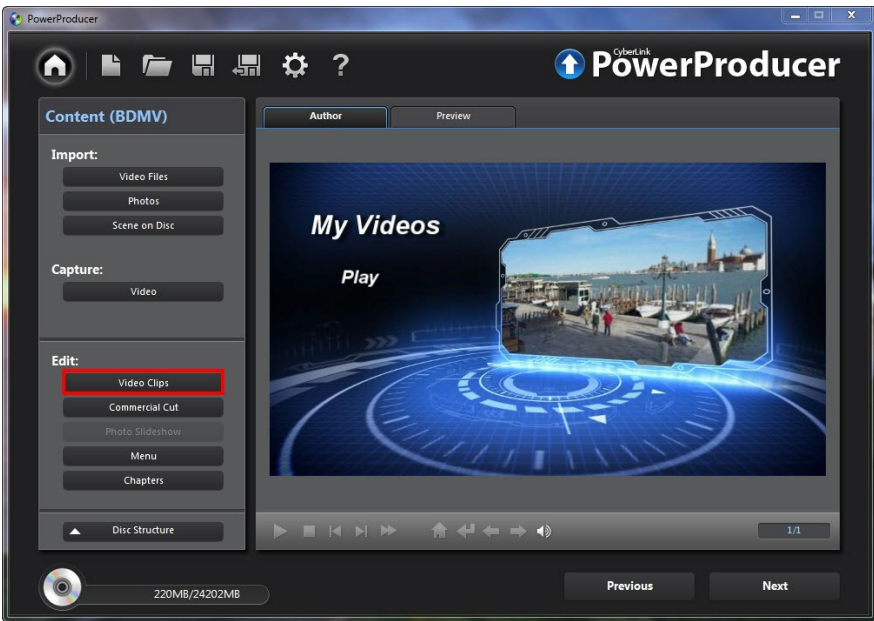 PowerProducer
?
CyberLink
PowerProducer
Content (BDMV)
Import:
Video Files
Photos
Scene on Disc
Capture:
Video
Edit:
Video Clips
Commercial Cut
Photo Slideshow
Menu
Chapters
Disc Structure
Author
Preview
My Videos
Play
1/1
220MB/24202MB
Previous
Next